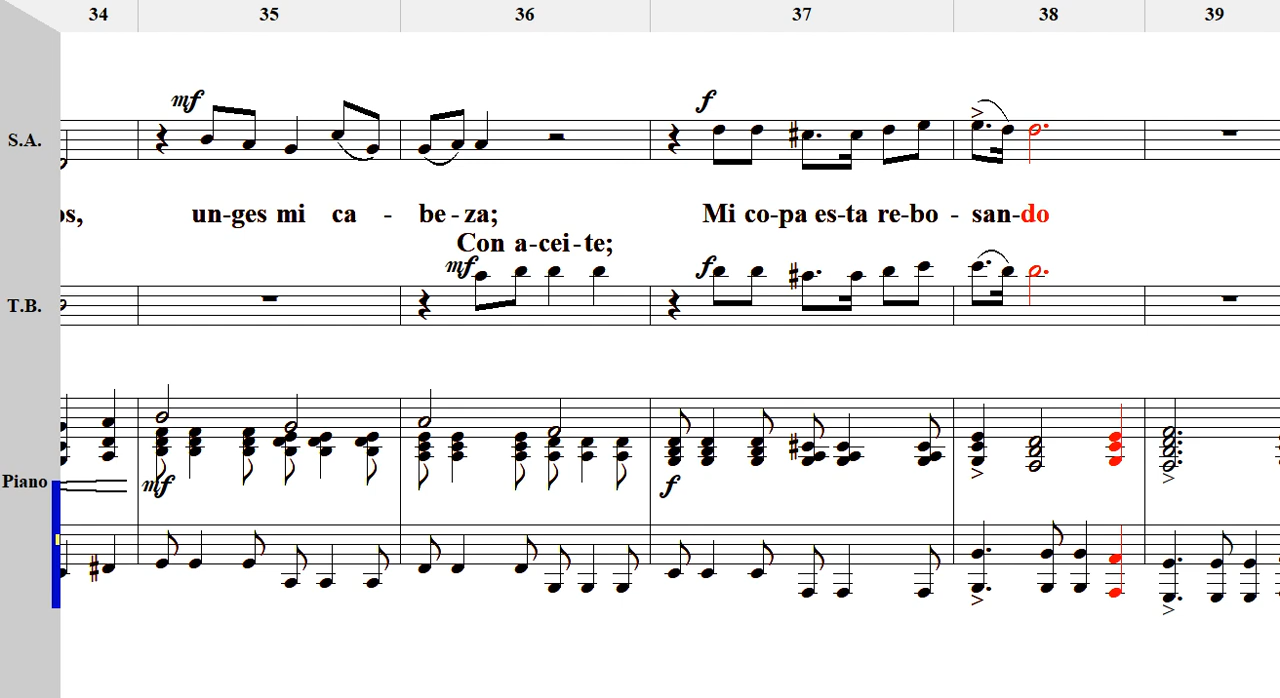 34 35 36 37 38 39
mf f
S.A.
os, un-ges mi ca - be-za; Mi co-pa es-ta re-bo - san-do
Con a-cei-te;
mf f
T.B.
Piano
mf f